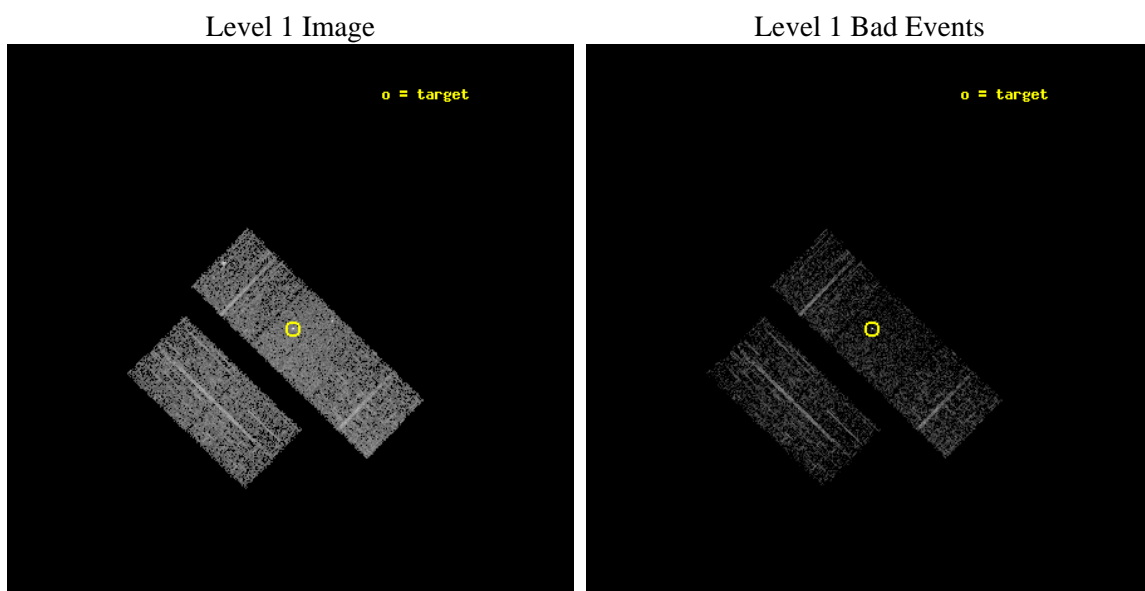 Level 1 Image
Level 1 Bad Events
o = target
o = target